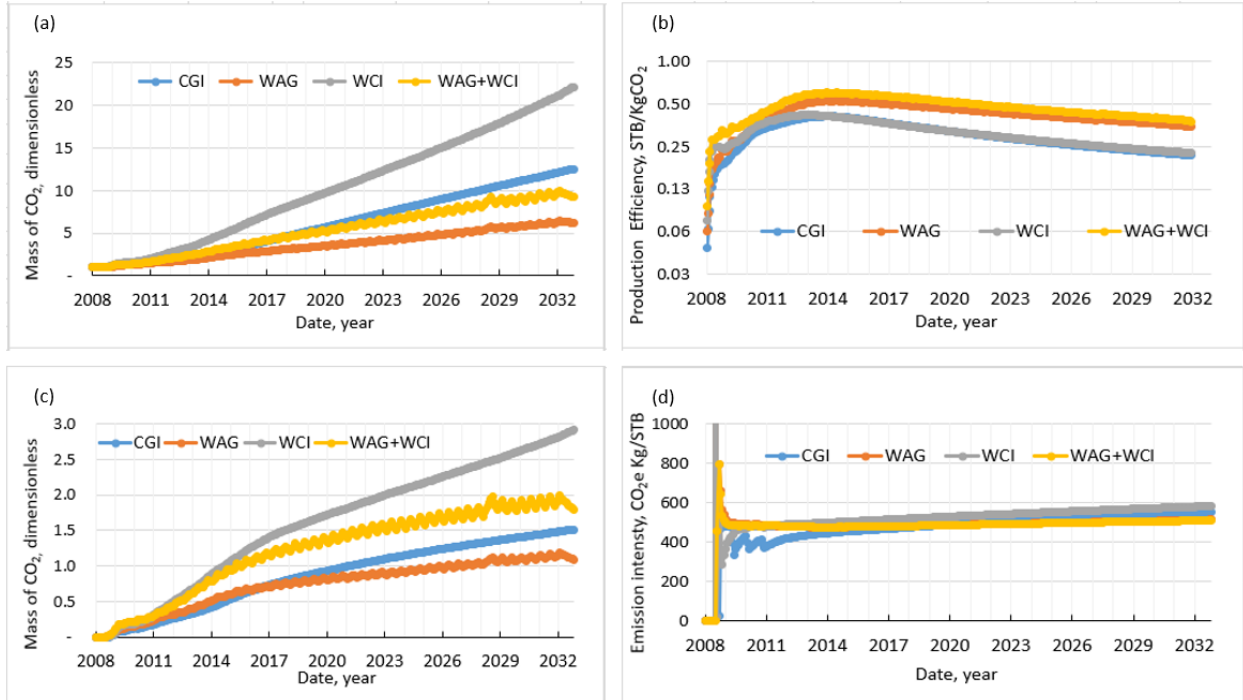 (a)
Mass of CO2, dimensionless
25
20
15
10
5
-
CGI WAG WCI WAG+WCI
2008 2011 2014 2017 2020 2023 2026 2029 2032
Date, year
(b)
Production Efficiency, STB/KgCO2
1.00
0.50
0.25
0.13
0.06
0.03
CGI WAG WCI WAG+WCI
2008 2011 2014 2017 2020 2023 2026 2029 2032
Date, year
(c)
Mass of CO2, dimensionless
3.0
2.5
2.0
1.5
1.0
0.5
-
CGI WAG WCI WAG+WCI
2008 2011 2014 2017 2020 2023 2026 2029 2032
Date, year
(d)
Emission intensty, CO2e Kg/STB
1000
800
600
400
200
0
CGI WAG WCI WAG+WCI
2008 2011 2014 2017 2020 2023 2026 2029 2032
Date, year